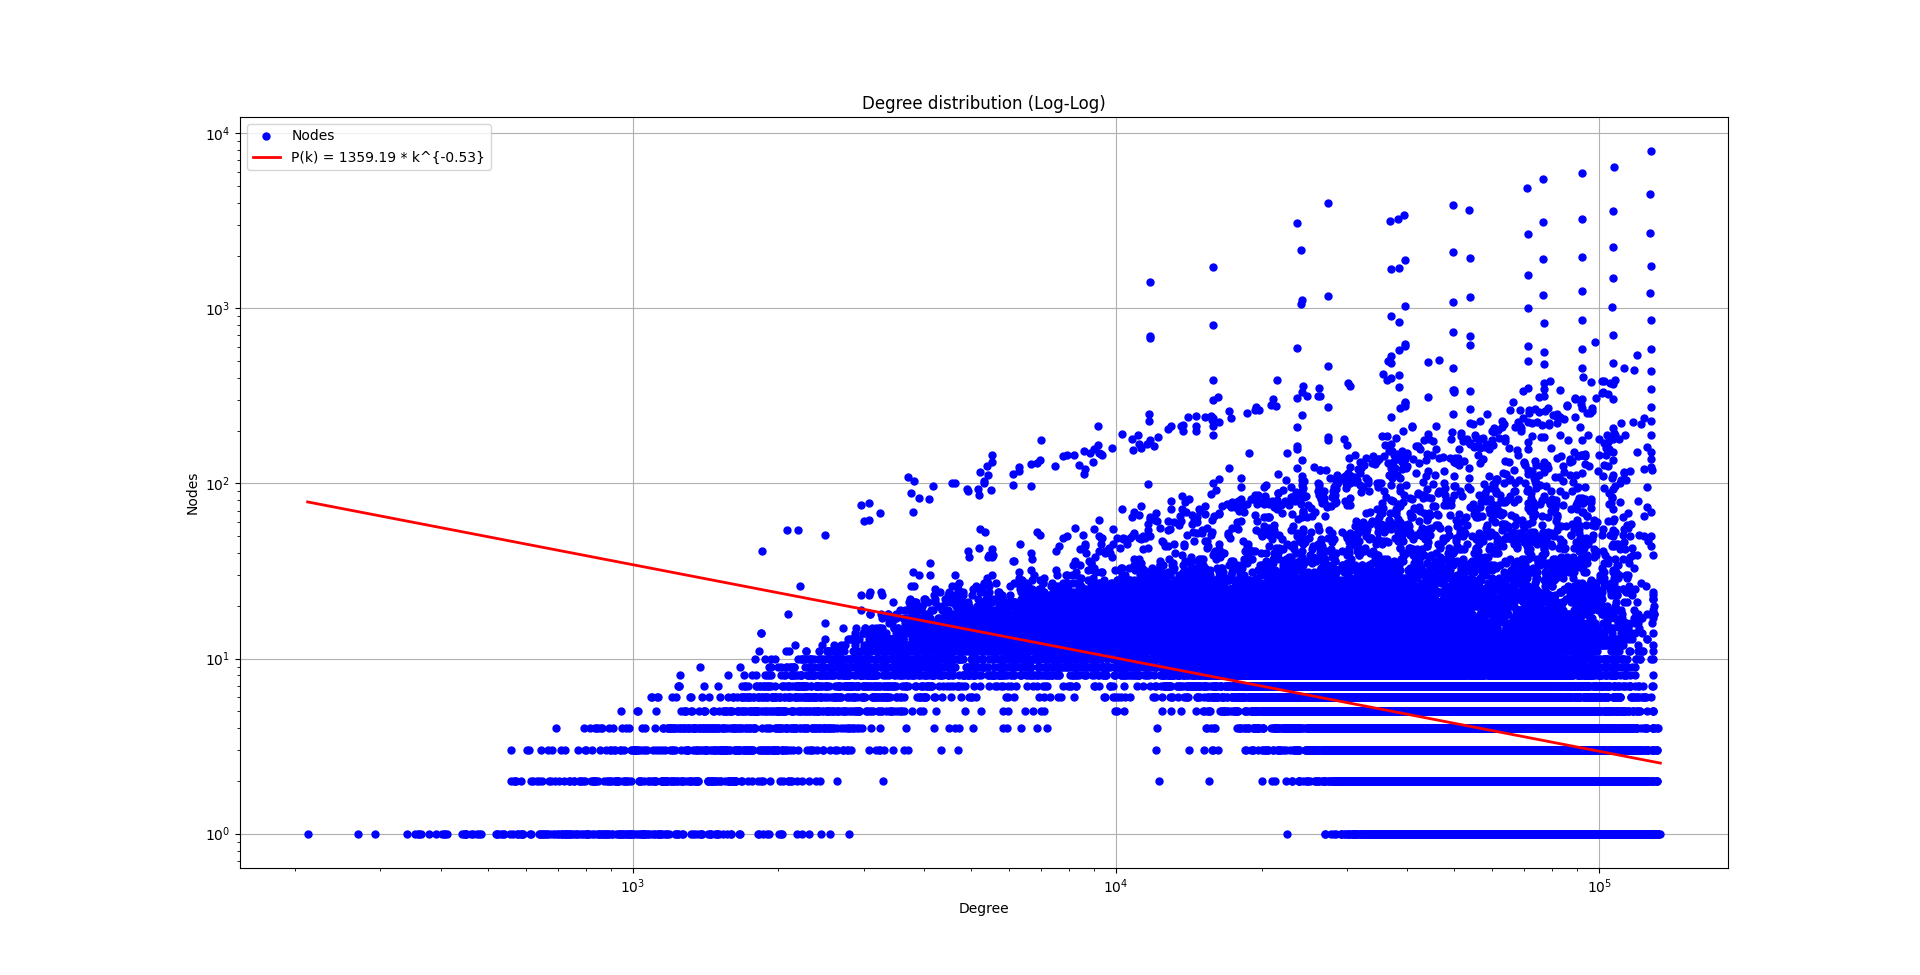 Degree distribution (Log-Log)
Nodes
P(k) = 1359.19 * k^{-0.53}
Nodes
10^4
10^3
10^2
10^1
10^0
10^3
10^4
10^5
Degree